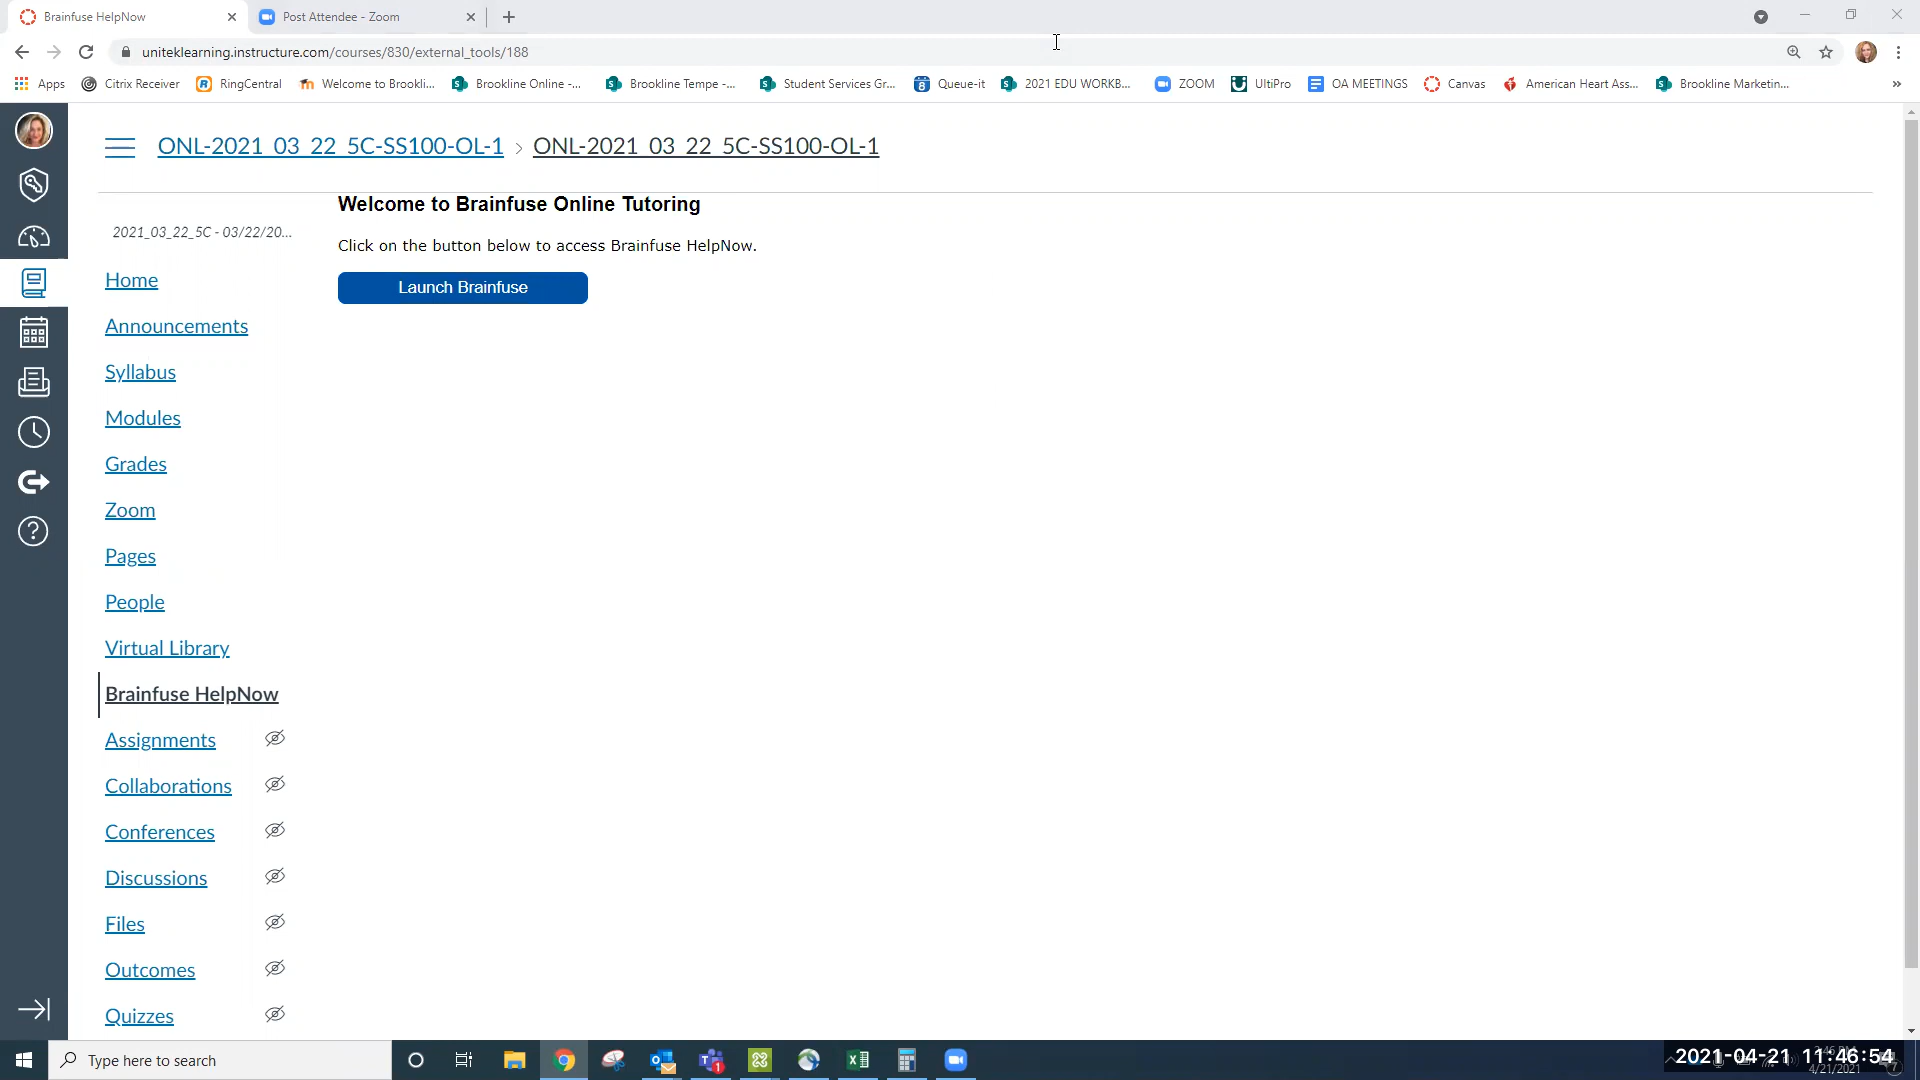 Brainfuse HelpNow
Post Attendee - Zoom
uniteklearning.instructure.com/courses/830/external_tools/188
Apps
Citrix Receiver
RingCentral
Welcome to Brookli...
Brookline Online -...
Brookline Tempe -...
Student Services Gr...
Queue-it
2021 EDU WORKB...
ZOOM
UltiPro
OA MEETINGS
Canvas
American Heart Ass...
Brookline Marketin...
ONL-2021_03_22_5C-SS100-OL-1 › ONL-2021_03_22_5C-SS100-OL-1
Welcome to Brainfuse Online Tutoring
2021_03_22_5C - 03/22/20...
Click on the button below to access Brainfuse HelpNow.
Launch Brainfuse
Home
Announcements
Syllabus
Modules
Grades
Zoom
Pages
People
Virtual Library
Brainfuse HelpNow
Assignments
Collaborations
Conferences
Discussions
Files
Outcomes
Quizzes
Type here to search
2021-04-21 11:46:54
4/21/2021